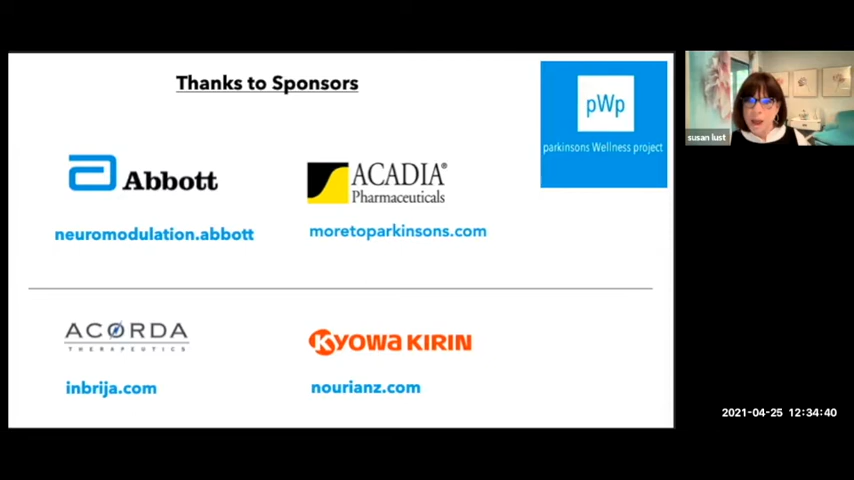 Thanks to Sponsors
pWp
parkinsons Wellness project
susan lust
Abbott
ACADIA®
Pharmaceuticals
neuromodulation.abbott
moretoparkinsons.com
ACORDA
THERAPEUTICS
KYOWA KIRIN
inbrija.com
nourianz.com
2021-04-25 12:34:40